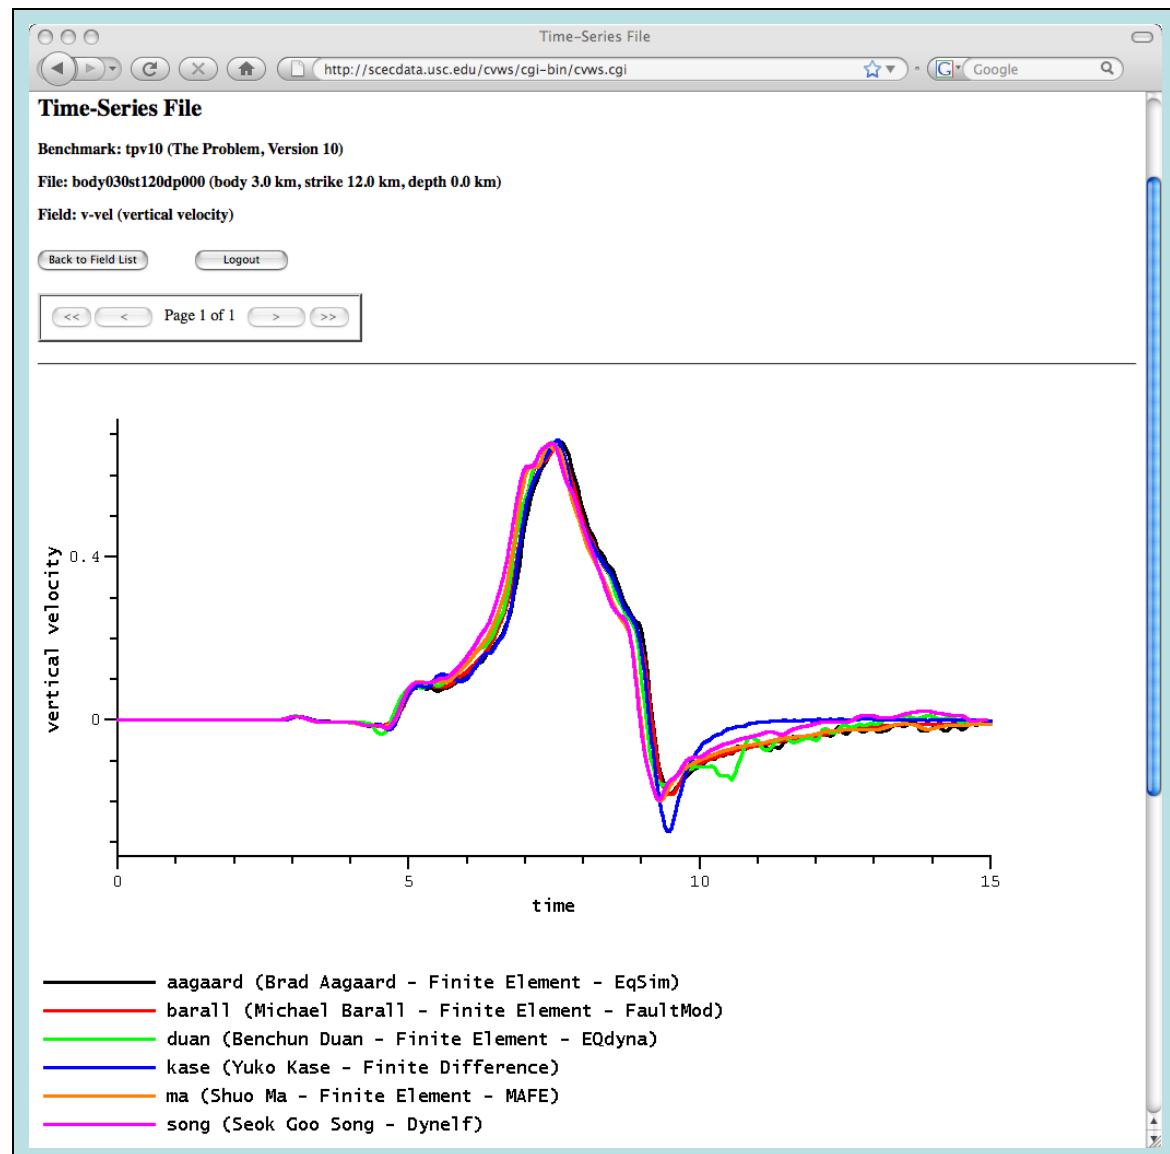 Time-Series File
http://scecdata.usc.edu/cvws/cgi-bin/cvws.cgi
Google
Time-Series File
Benchmark: tpv10 (The Problem, Version 10)
File: body030st120dp000 (body 3.0 km, strike 12.0 km, depth 0.0 km)
Field: v-vel (vertical velocity)
Back to Field List
Logout
<< < Page 1 of 1 > >>
vertical velocity
0.4
0
0 5 10 15
time
aagaard (Brad Aagaard - Finite Element - EqSim)
barall (Michael Barall - Finite Element - FaultMod)
duan (Benchun Duan - Finite Element - EQdyna)
kase (Yuko Kase - Finite Difference)
ma (Shuo Ma - Finite Element - MAFE)
song (Seok Goo Song - Dynelf)